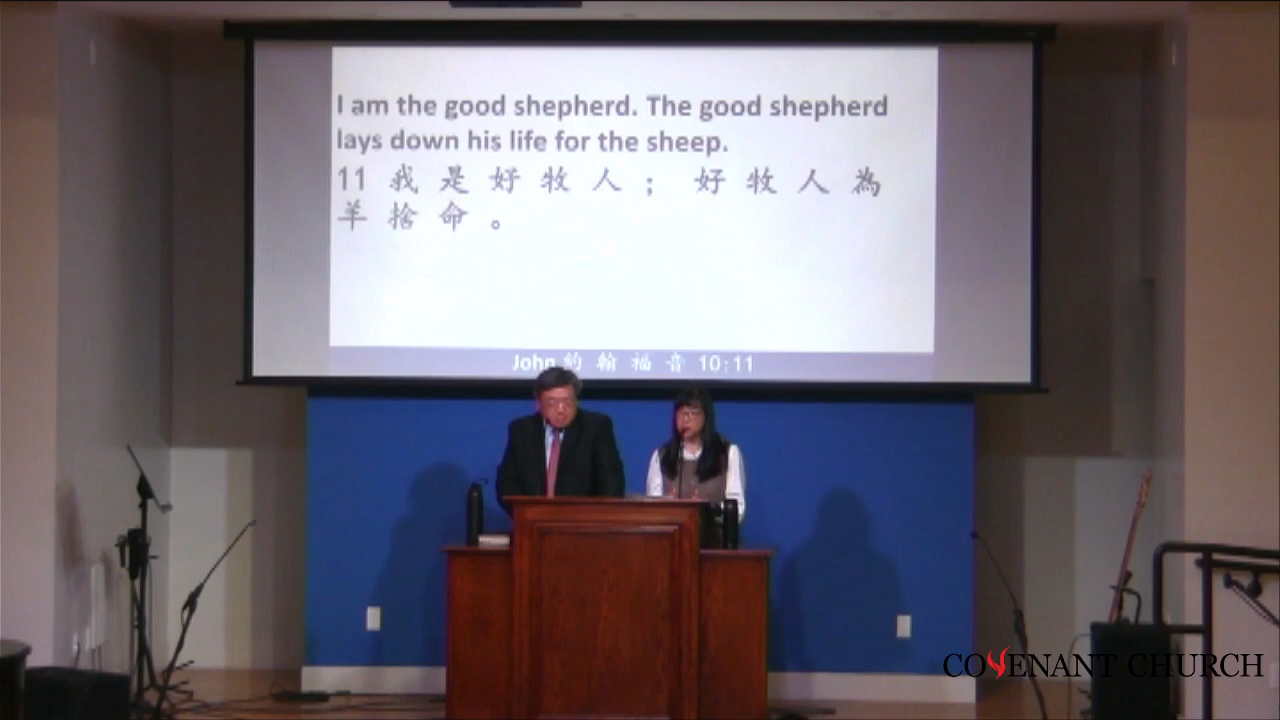 I am the good shepherd. The good shepherd
lays down his life for the sheep.
11 我 是 好 牧 人 ； 好 牧 人 為
羊 捨 命 。
John 約 翰 福 音 10:11
COVENANT CHURCH